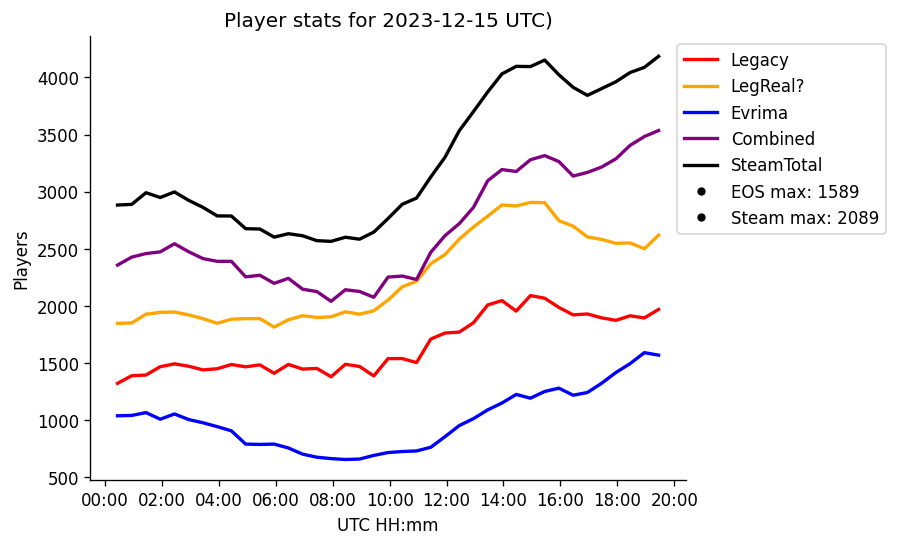 Player stats for 2023-12-15 UTC)
Players
4000
3500
3000
2500
2000
1500
1000
500
00:00 02:00 04:00 06:00 08:00 10:00 12:00 14:00 16:00 18:00 20:00
UTC HH:mm
Legacy
LegReal?
Evrima
Combined
SteamTotal
EOS max: 1589
Steam max: 2089